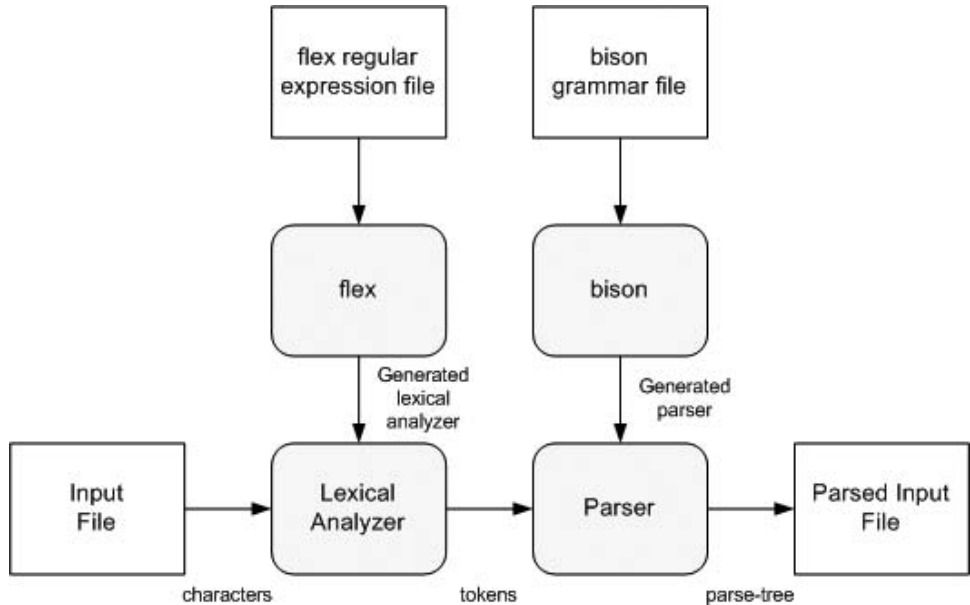 flex regular
expression file
bison
grammar file
flex
bison
Generated
lexical
analyzer
Generated
parser
Input
File
Lexical
Analyzer
Parser
Parsed Input
File
characters
tokens
parse-tree